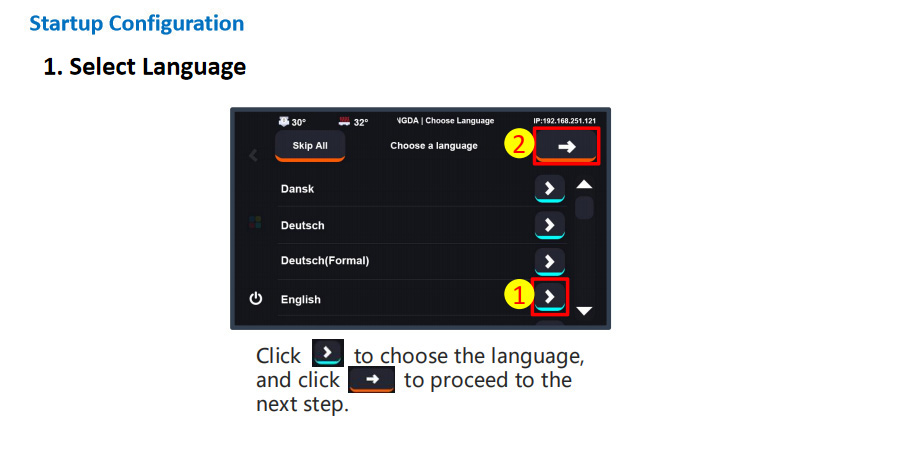 Startup Configuration
1. Select Language
30° 32° NGDA | Choose Language IP:192.168.251.121
Skip All Choose a language 2
Dansk
Deutsch
Deutsch(Formal)
English 1
Click to choose the language,
and click to proceed to the
next step.